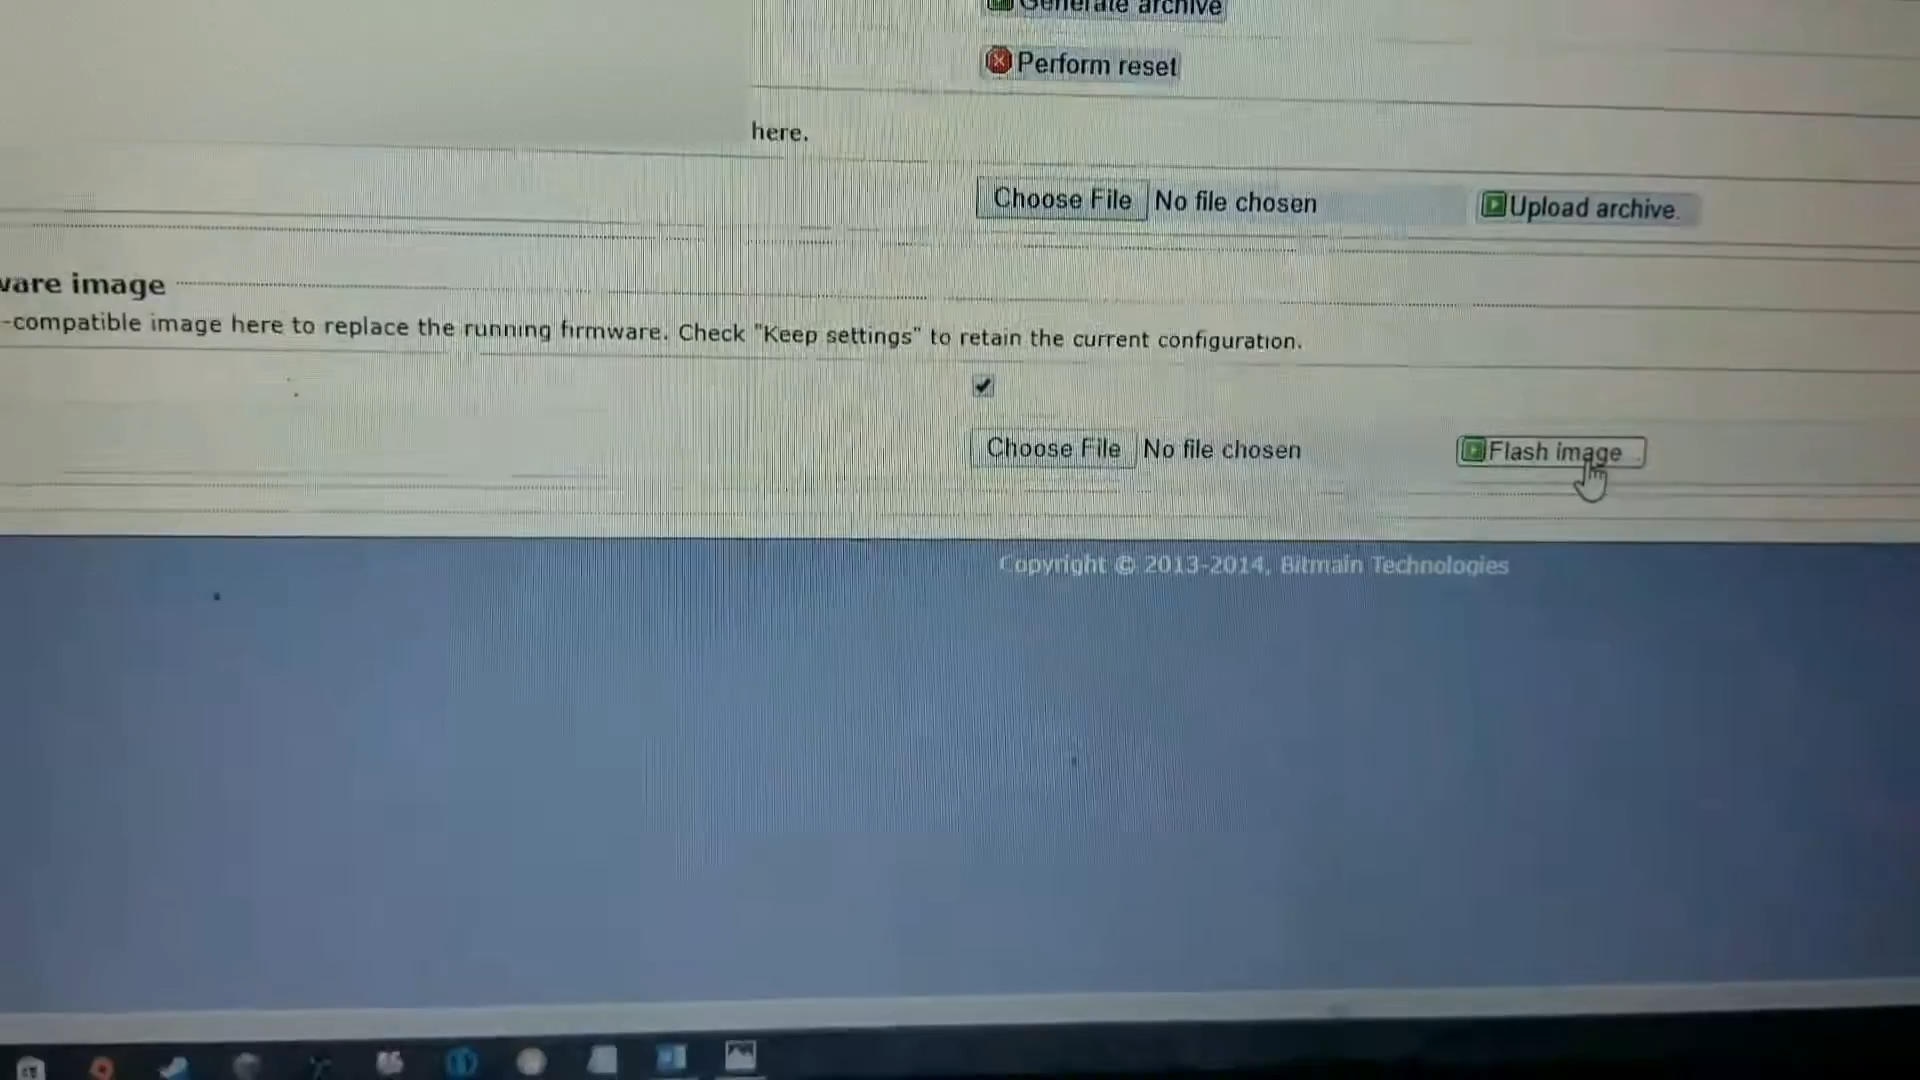 Generate archive
Perform reset
here.
Choose File No file chosen Upload archive.
ware image
-compatible image here to replace the running firmware. Check "Keep settings" to retain the current configuration.
Choose File No file chosen Flash image
Copyright © 2013-2014, Bitmain Technologies